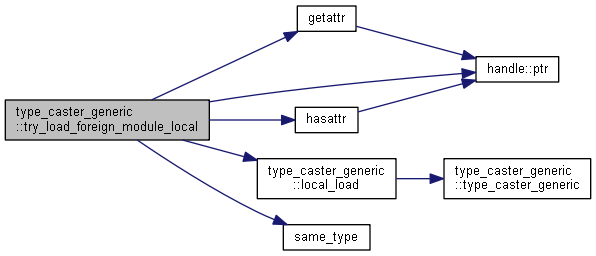 getattr
handle::ptr
type_caster_generic
::try_load_foreign_module_local
hasattr
type_caster_generic
::local_load
type_caster_generic
::type_caster_generic
same_type